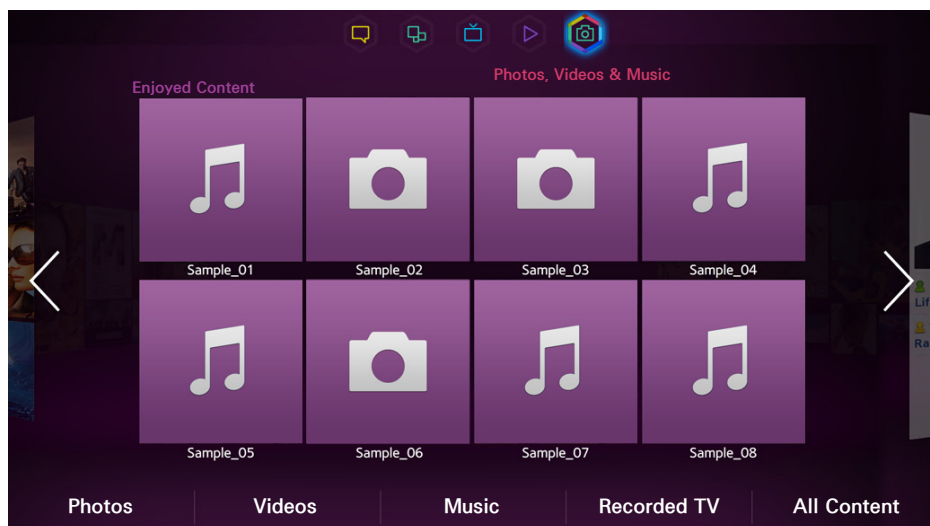 Photos, Videos & Music
Enjoyed Content
Sample_01 Sample_02 Sample_03 Sample_04
Sample_05 Sample_06 Sample_07 Sample_08
Photos Videos Music Recorded TV All Content